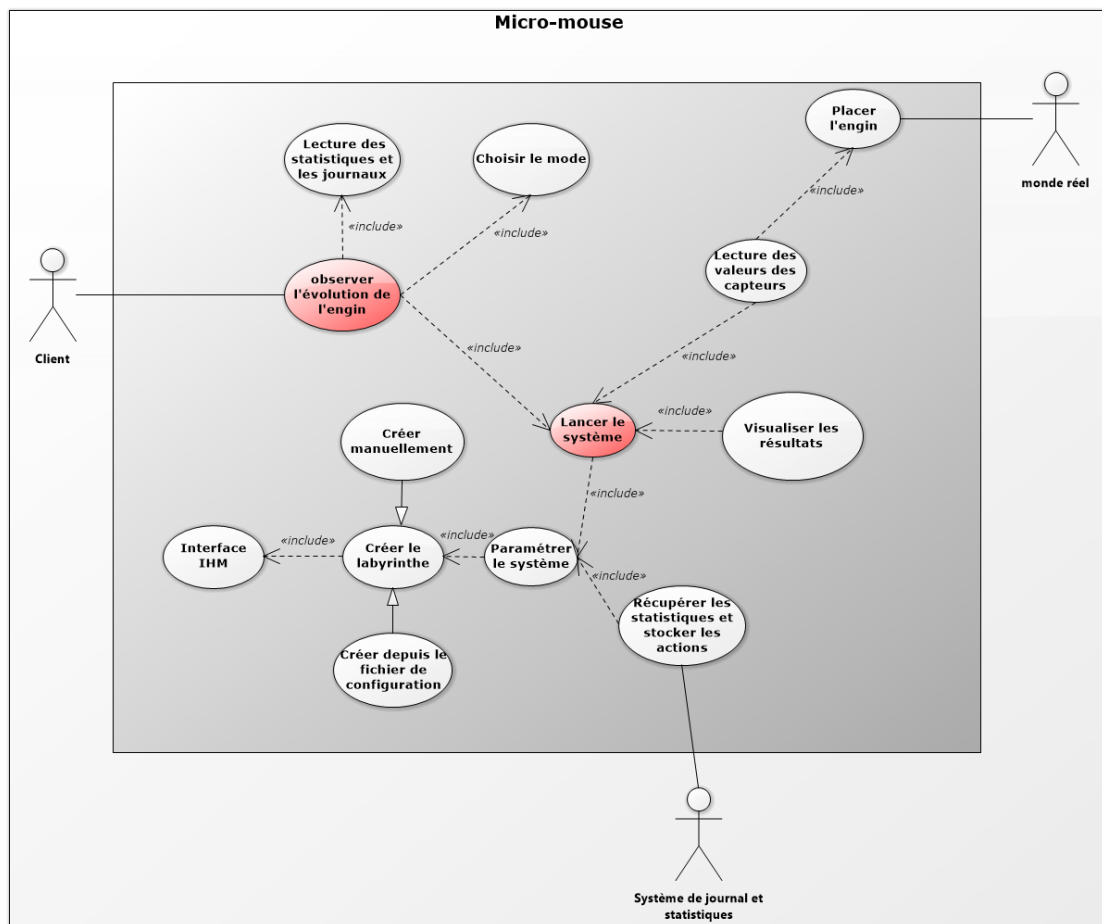 Micro-mouse
Placer
l'engin
monde réel
Lecture des
statistiques et
les journaux
Choisir le mode
«include»
«include»
«include»
Lecture des
valeurs des
capteurs
observer
l'évolution de
l'engin
Client
«include»
«include»
Lancer le
système
«include»
Visualiser les
résultats
Créer
manuellement
«include»
Interface
IHM
«include»
Créer le
labyrinthe
«include»
Paramétrer
le système
«include»
Récupérer les
statistiques et
stocker les
actions
Créer depuis le
fichier de
configuration
Système de journal et
statistiques